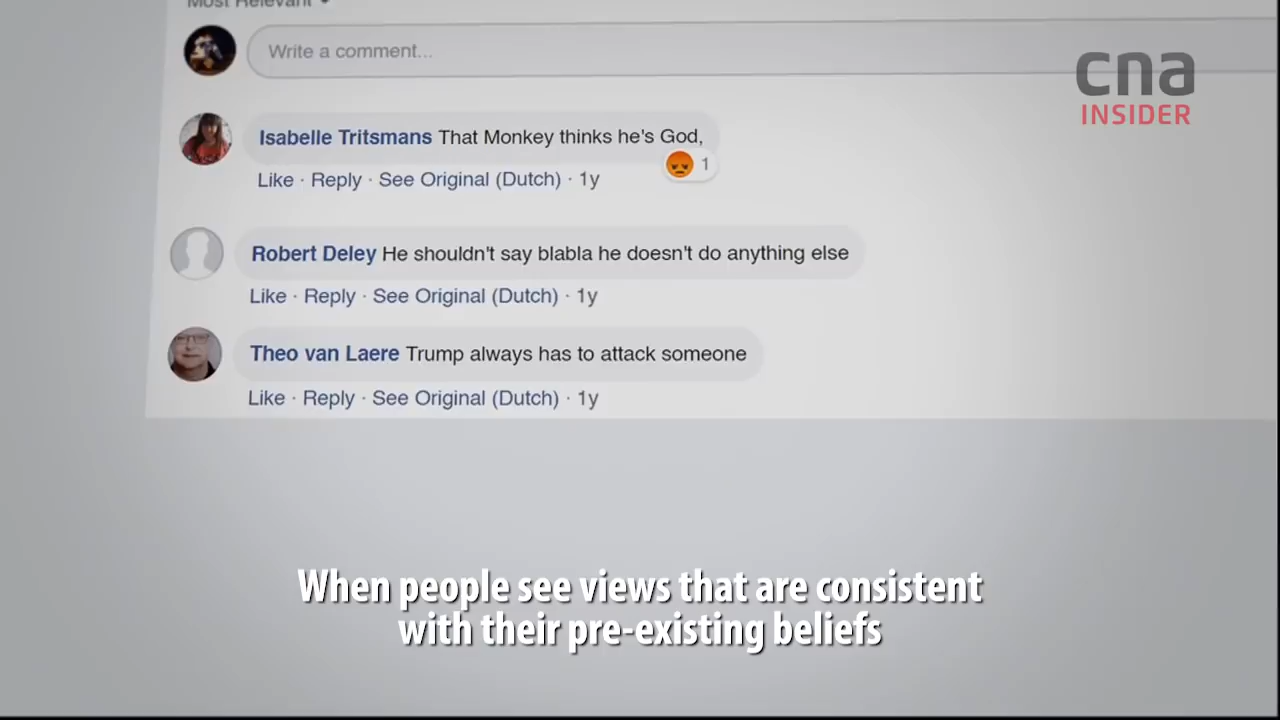 Most Relevant
Write a comment...
cna
INSIDER
Isabelle Tritsmans That Monkey thinks he's God,
1
Like · Reply · See Original (Dutch) · 1y
Robert Deley He shouldn't say blabla he doesn't do anything else
Like · Reply · See Original (Dutch) · 1y
Theo van Laere Trump always has to attack someone
Like · Reply · See Original (Dutch) · 1y
When people see views that are consistent
with their pre-existing beliefs